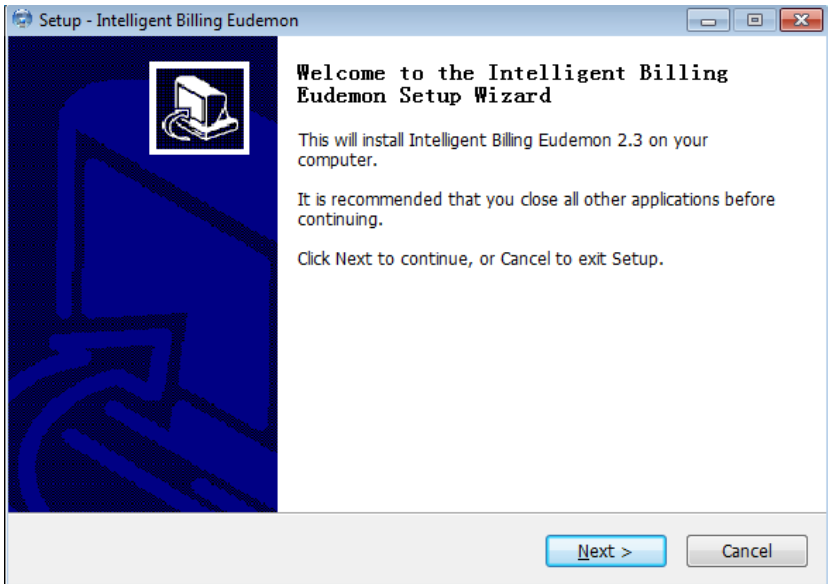 Setup - Intelligent Billing Eudemon
Welcome to the Intelligent Billing
Eudemon Setup Wizard
This will install Intelligent Billing Eudemon 2.3 on your
computer.
It is recommended that you close all other applications before
continuing.
Click Next to continue, or Cancel to exit Setup.
Next >
Cancel